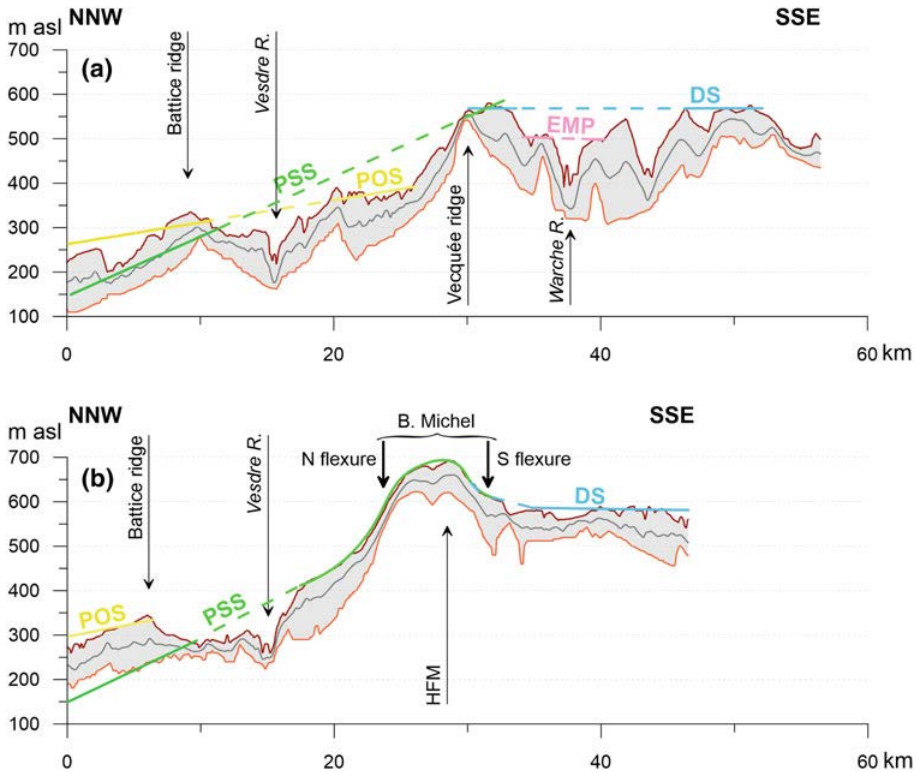 NNW SSE
m asl
(a)
Battice ridge
Vesdre R.
700
600
500
400
300
200
100
DS
EMP
PSS
POS
Vecquée ridge
Warche R.
0 20 40 60 km
NNW SSE
m asl
(b)
Battice ridge
Vesdre R.
B. Michel
N flexure S flexure
700
600
500
400
300
200
100
DS
POS
PSS
HFM
0 20 40 60 km